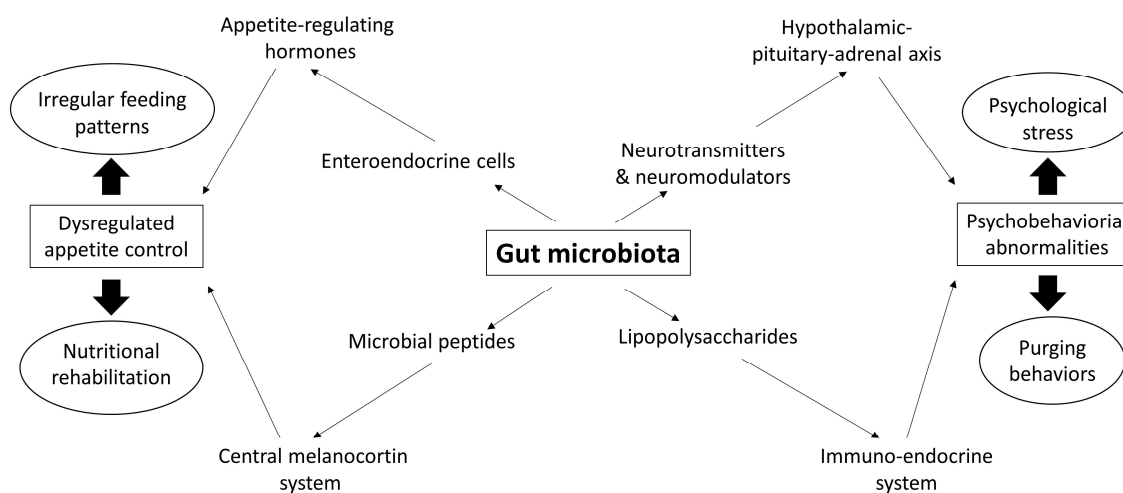 Appetite-regulating
hormones
Hypothalamic-
pituitary-adrenal axis
Irregular feeding
patterns
Psychological
stress
Enteroendocrine cells
Neurotransmitters
& neuromodulators
Dysregulated
appetite control
Gut microbiota
Psychobehavioria
abnormalities
Microbial peptides
Lipopolysaccharides
Nutritional
rehabilitation
Purging
behaviors
Central melanocortin
system
Immuno-endocrine
system